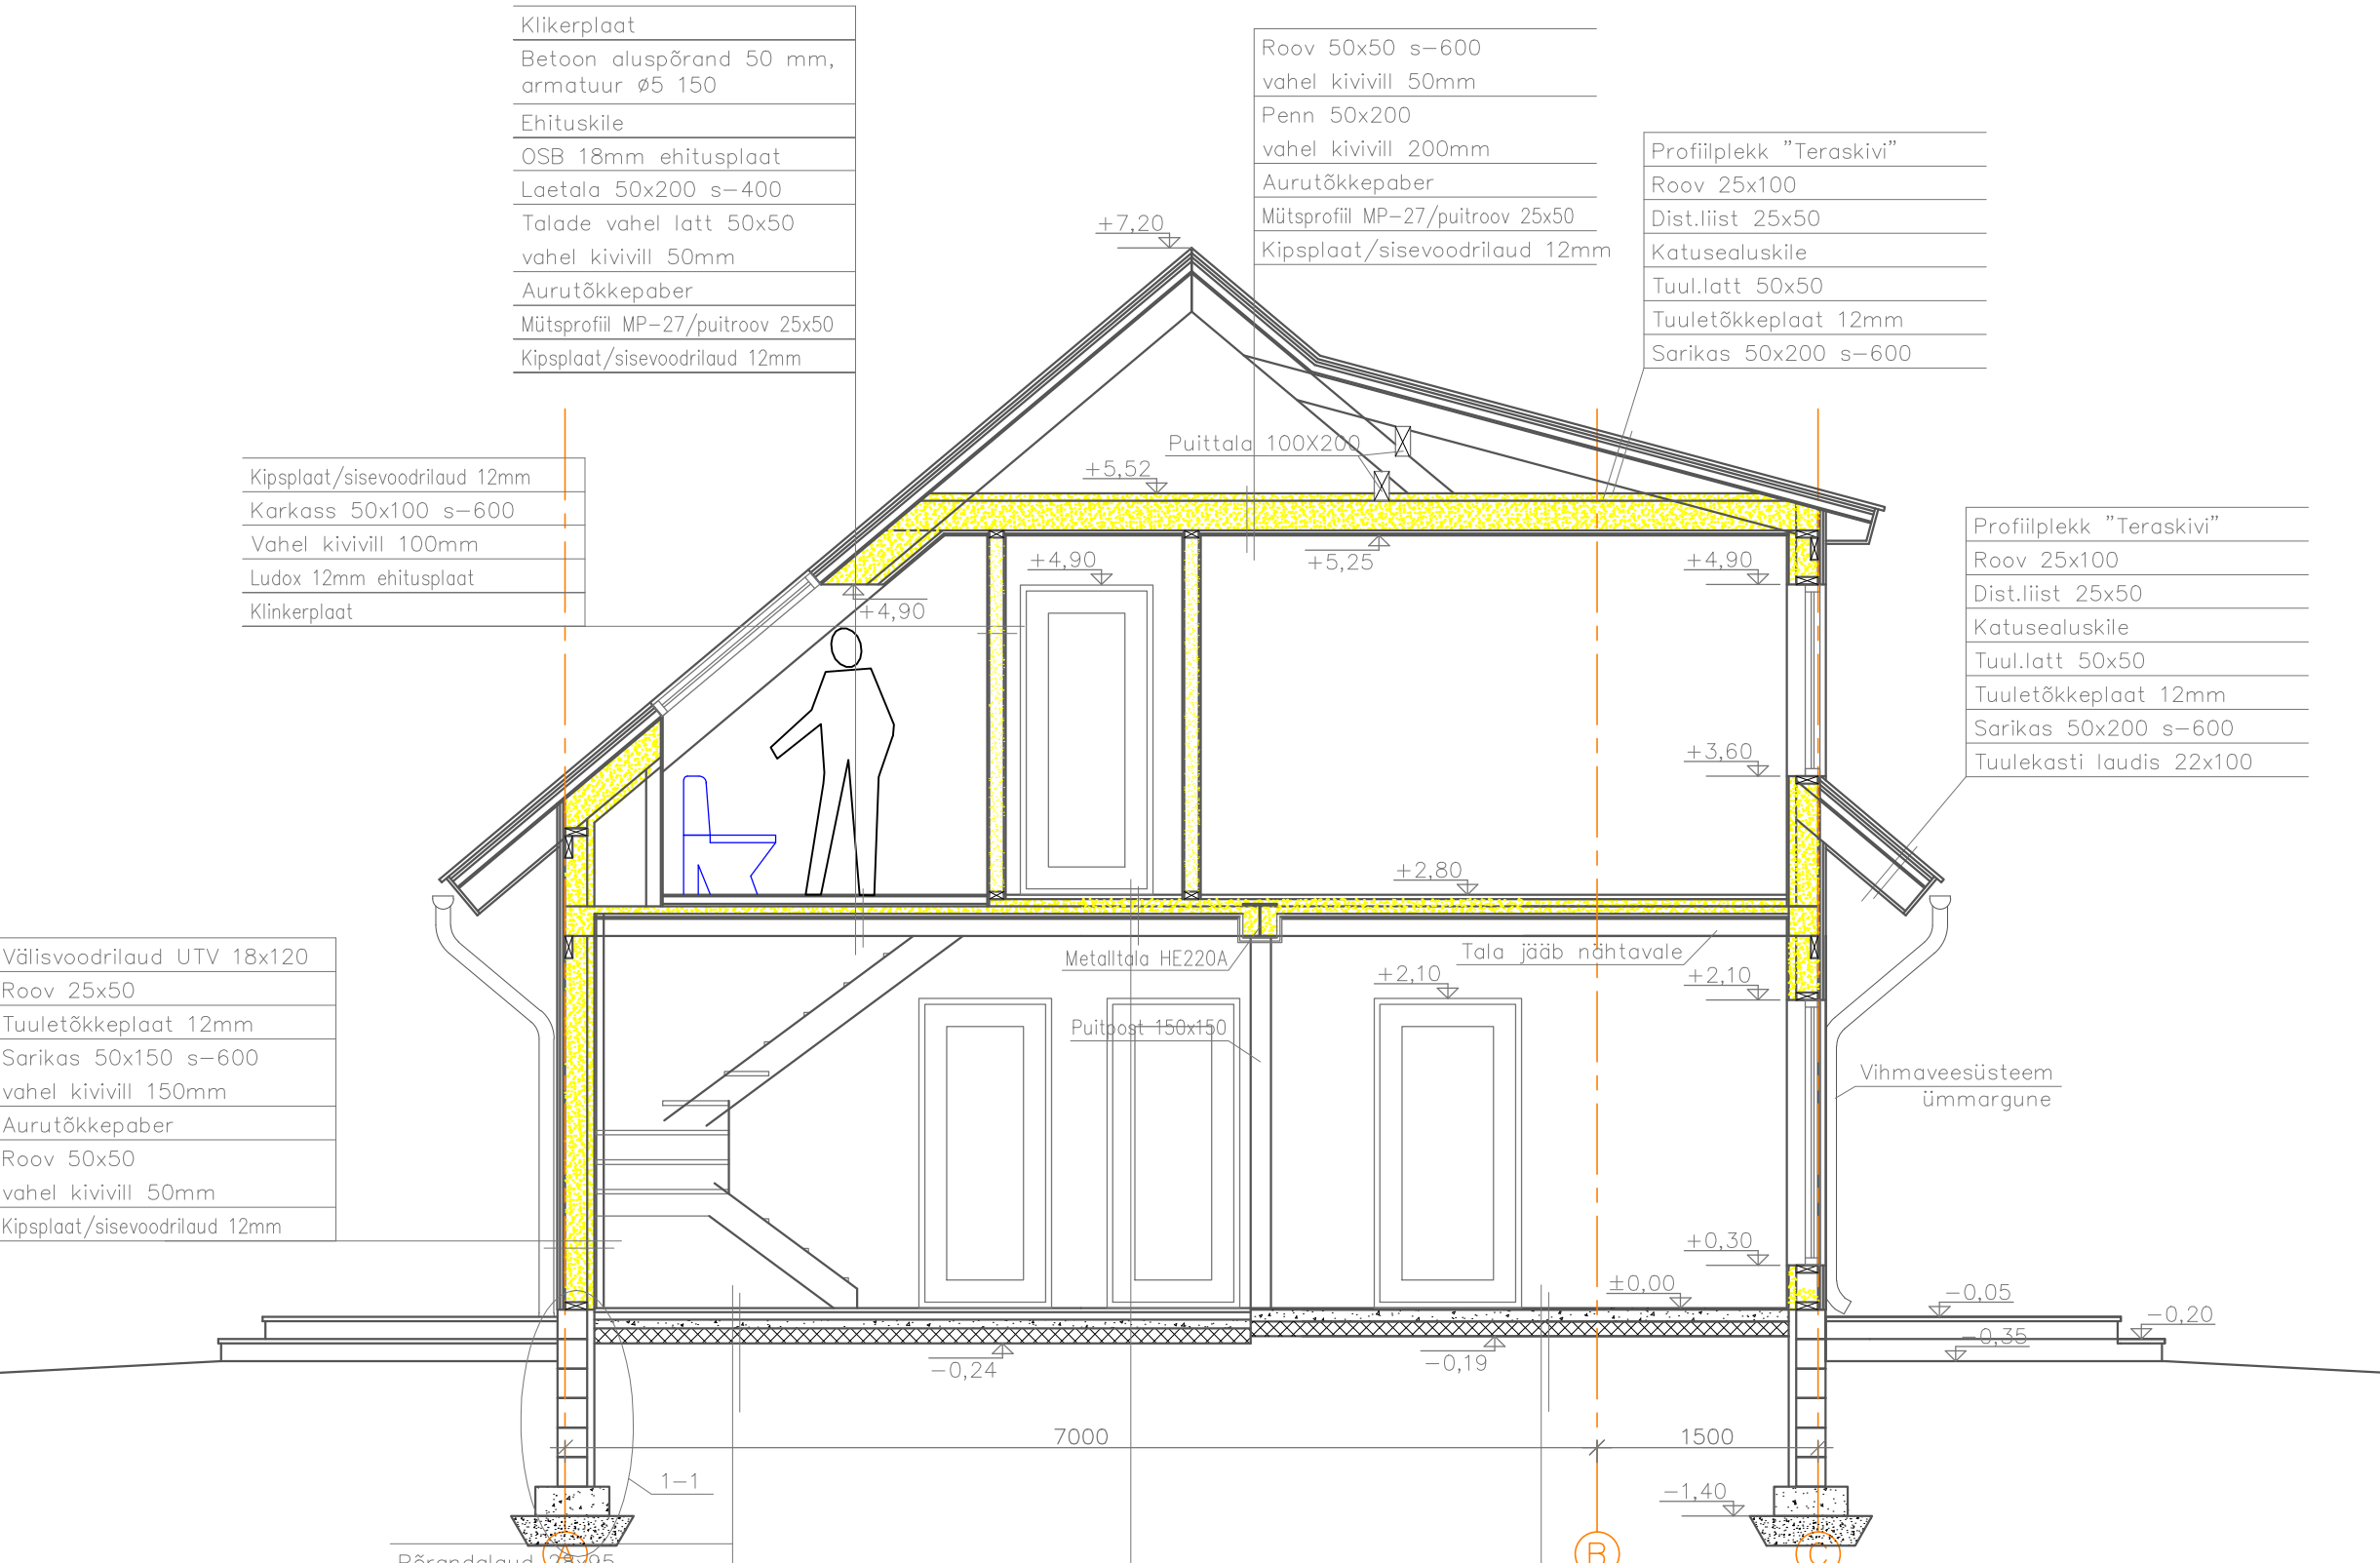 Klikerplaat
Betoon aluspõrand 50 mm,
armatuur ø5 150
Ehituskile
OSB 18mm ehitusplaat
Laetala 50x200 s-400
Talade vahel latt 50x50
vahel kivivill 50mm
Aurutõkkepaber
Mütsprofiil MP-27/puitroov 25x50
Kipsplaat/sisevoodrilaud 12mm
Roov 50x50 s-600
vahel kivivill 50mm
Penn 50x200
vahel kivivill 200mm
Aurutõkkepaber
Mütsprofiil MP-27/puitroov 25x50
Kipsplaat/sisevoodrilaud 12mm
Profiilplekk "Teraskivi"
Roov 25x100
Dist.liist 25x50
Katusealuskile
Tuul.latt 50x50
Tuuletõkkeplaat 12mm
Sarikas 50x200 s-600
+7,20
Puittala 100X200
+5,52
Kipsplaat/sisevoodrilaud 12mm
Karkass 50x100 s-600
Vahel kivivill 100mm
Ludox 12mm ehitusplaat
Klinkerplaat
+4,90
+5,25
+4,90
+4,90
Profiilplekk "Teraskivi"
Roov 25x100
Dist.liist 25x50
Katusealuskile
Tuul.latt 50x50
Tuuletõkkeplaat 12mm
Sarikas 50x200 s-600
Tuulekasti laudis 22x100
+3,60
+2,80
Välisvoodrilaud UTV 18x120
Roov 25x50
Tuuletõkkeplaat 12mm
Sarikas 50x150 s-600
vahel kivivill 150mm
Aurutõkkepaber
Roov 50x50
vahel kivivill 50mm
Kipsplaat/sisevoodrilaud 12mm
Metalltala HE220A
Tala jääb nähtavale
+2,10
+2,10
Puitpost 150x150
Vihmaveesüsteem
ümmargune
+0,30
±0,00
-0,05
-0,20
-0,35
-0,24
-0,19
7000
1500
1-1
-1,40
Põrandalaud 28x95
A
B
C